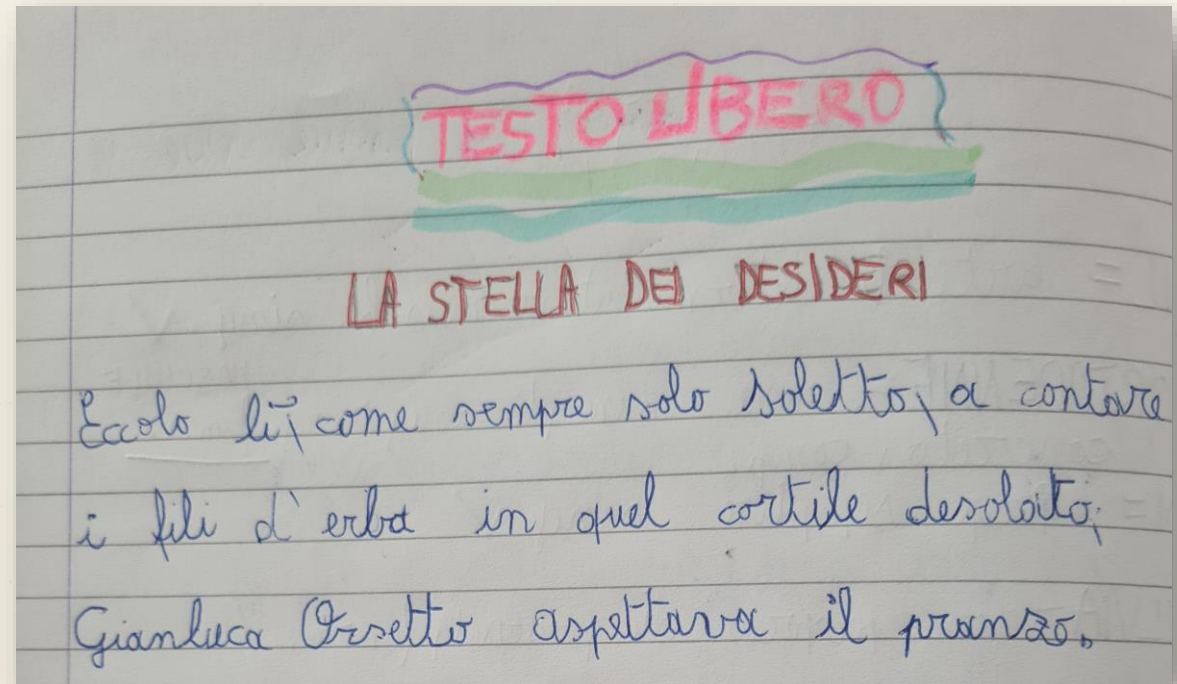 TESTO LIBERO
LA STELLA DEI DESIDERI
Eccolo lì, come sempre solo soletto, a contare
i fili d'erba in quel cortile desolato,
Gianluca Orsetto aspettava il pranzo.